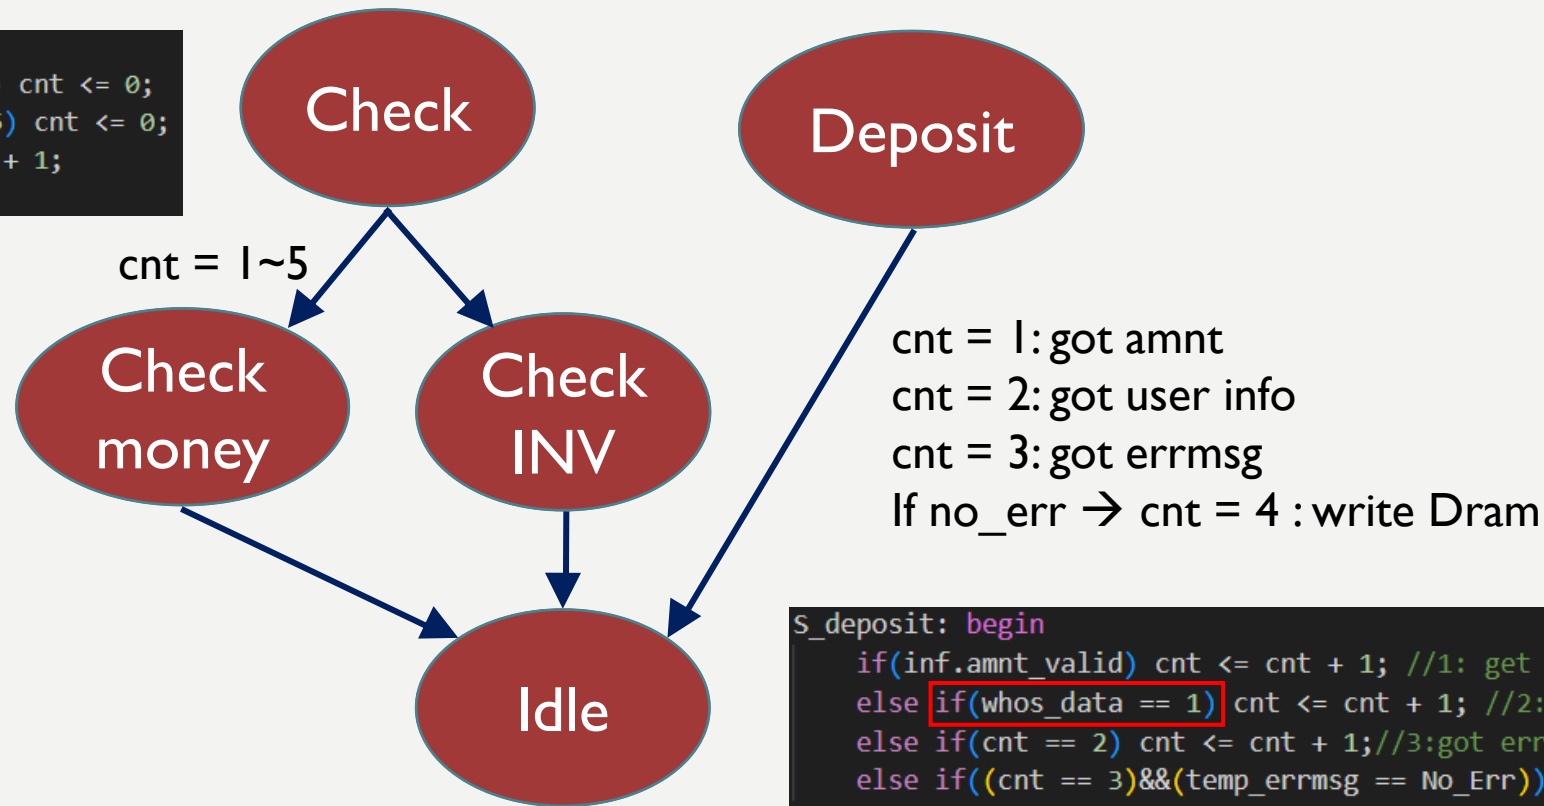 cnt <= 0;
) cnt <= 0;
+ 1;
Check
Deposit
cnt = 1~5
Check
money
Check
INV
cnt = 1: got amnt
cnt = 2: got user info
cnt = 3: got errmsg
If no_err → cnt = 4 : write Dram
Idle
S_deposit: begin
if(inf.amnt_valid) cnt <= cnt + 1; //1: get
else if(whos_data == 1) cnt <= cnt + 1; //2:
else if(cnt == 2) cnt <= cnt + 1;//3:got err
else if((cnt == 3)&&(temp_errmsg == No_Err))